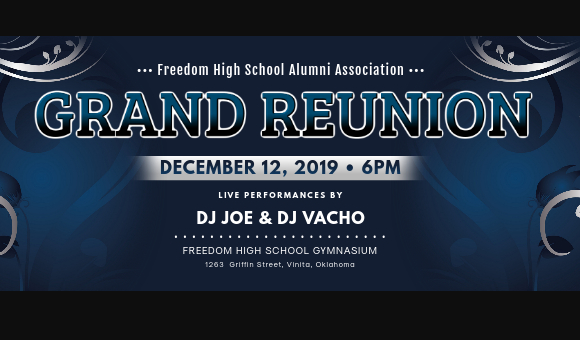 ••• Freedom High School Alumni Association •••
GRAND REUNION
DECEMBER 12, 2019 • 6PM
LIVE PERFORMANCES BY
DJ JOE & DJ VACHO
FREEDOM HIGH SCHOOL GYMNASIUM
1263 Griffin Street, Vinita, Oklahoma